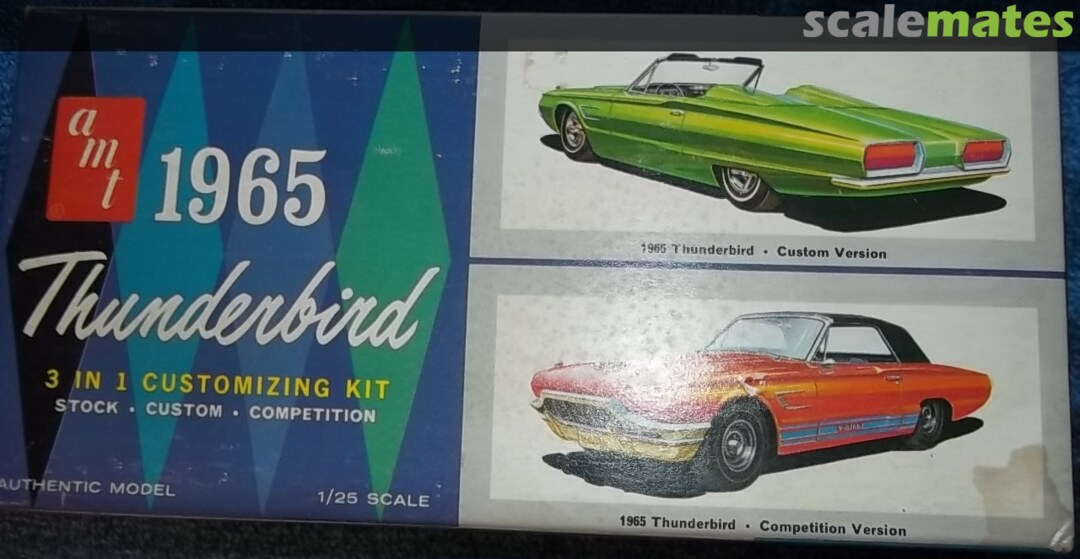 scalemates
amt
1965
Thunderbird
3 IN 1 CUSTOMIZING KIT
STOCK • CUSTOM • COMPETITION
AUTHENTIC MODEL
1/25 SCALE
1965 Thunderbird • Custom Version
1965 Thunderbird • Competition Version